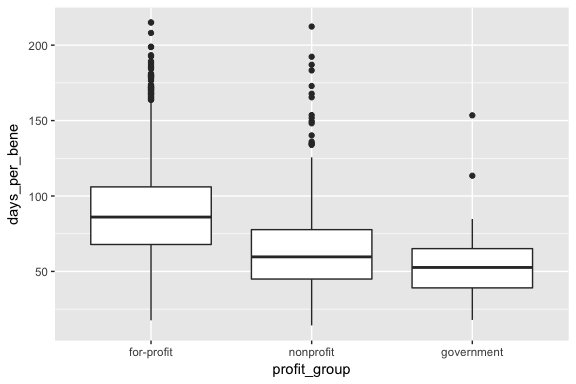 200
150
100
50
days_per_bene
for-profit
nonprofit
government
profit_group